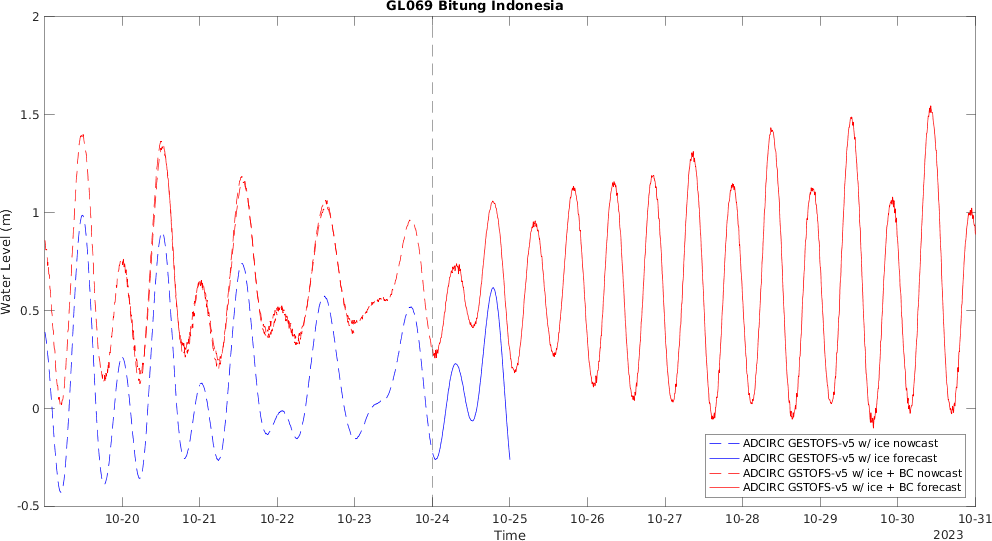 GL069 Bitung Indonesia
2
1.5
1
0.5
0
-0.5
Water Level (m)
ADCIRC GESTOFS-v5 w/ ice nowcast
ADCIRC GESTOFS-v5 w/ ice forecast
ADCIRC GSTOFS-v5 w/ ice + BC nowcast
ADCIRC GSTOFS-v5 w/ ice + BC forecast
10-20 10-21 10-22 10-23 10-24 10-25 10-26 10-27 10-28 10-29 10-30 10-31
Time
2023